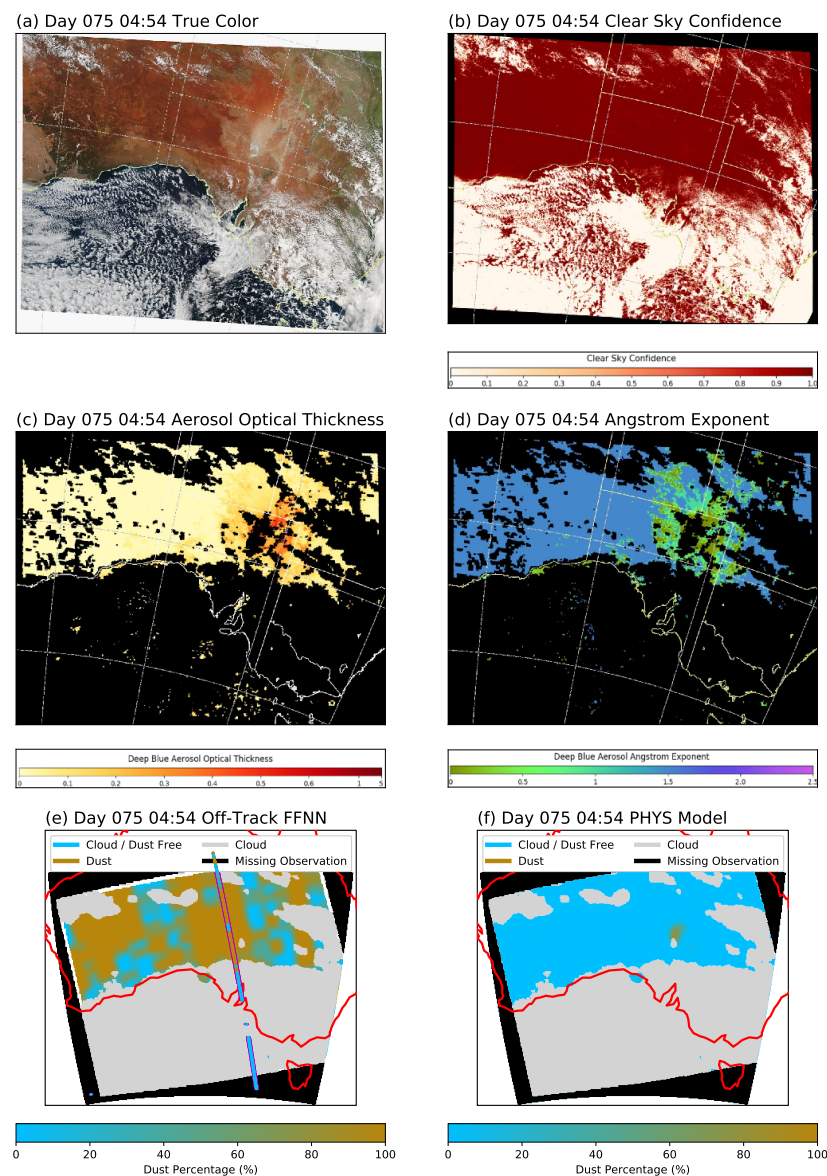 (a) Day 075 04:54 True Color
(b) Day 075 04:54 Clear Sky Confidence
Clear Sky Confidence
0 0.1 0.2 0.3 0.4 0.5 0.6 0.7 0.8 0.9 1.0
(c) Day 075 04:54 Aerosol Optical Thickness
(d) Day 075 04:54 Angstrom Exponent
Deep Blue Aerosol Optical Thickness
0 0.1 0.2 0.3 0.4 0.5 0.6 1 5
Deep Blue Aerosol Angstrom Exponent
0 0.5 1 1.5 2.0 2.5
(e) Day 075 04:54 Off-Track FFNN
Cloud / Dust Free Cloud
Dust Missing Observation
0 20 40 60 80 100
Dust Percentage (%)
(f) Day 075 04:54 PHYS Model
Cloud / Dust Free Cloud
Dust Missing Observation
0 20 40 60 80 100
Dust Percentage (%)